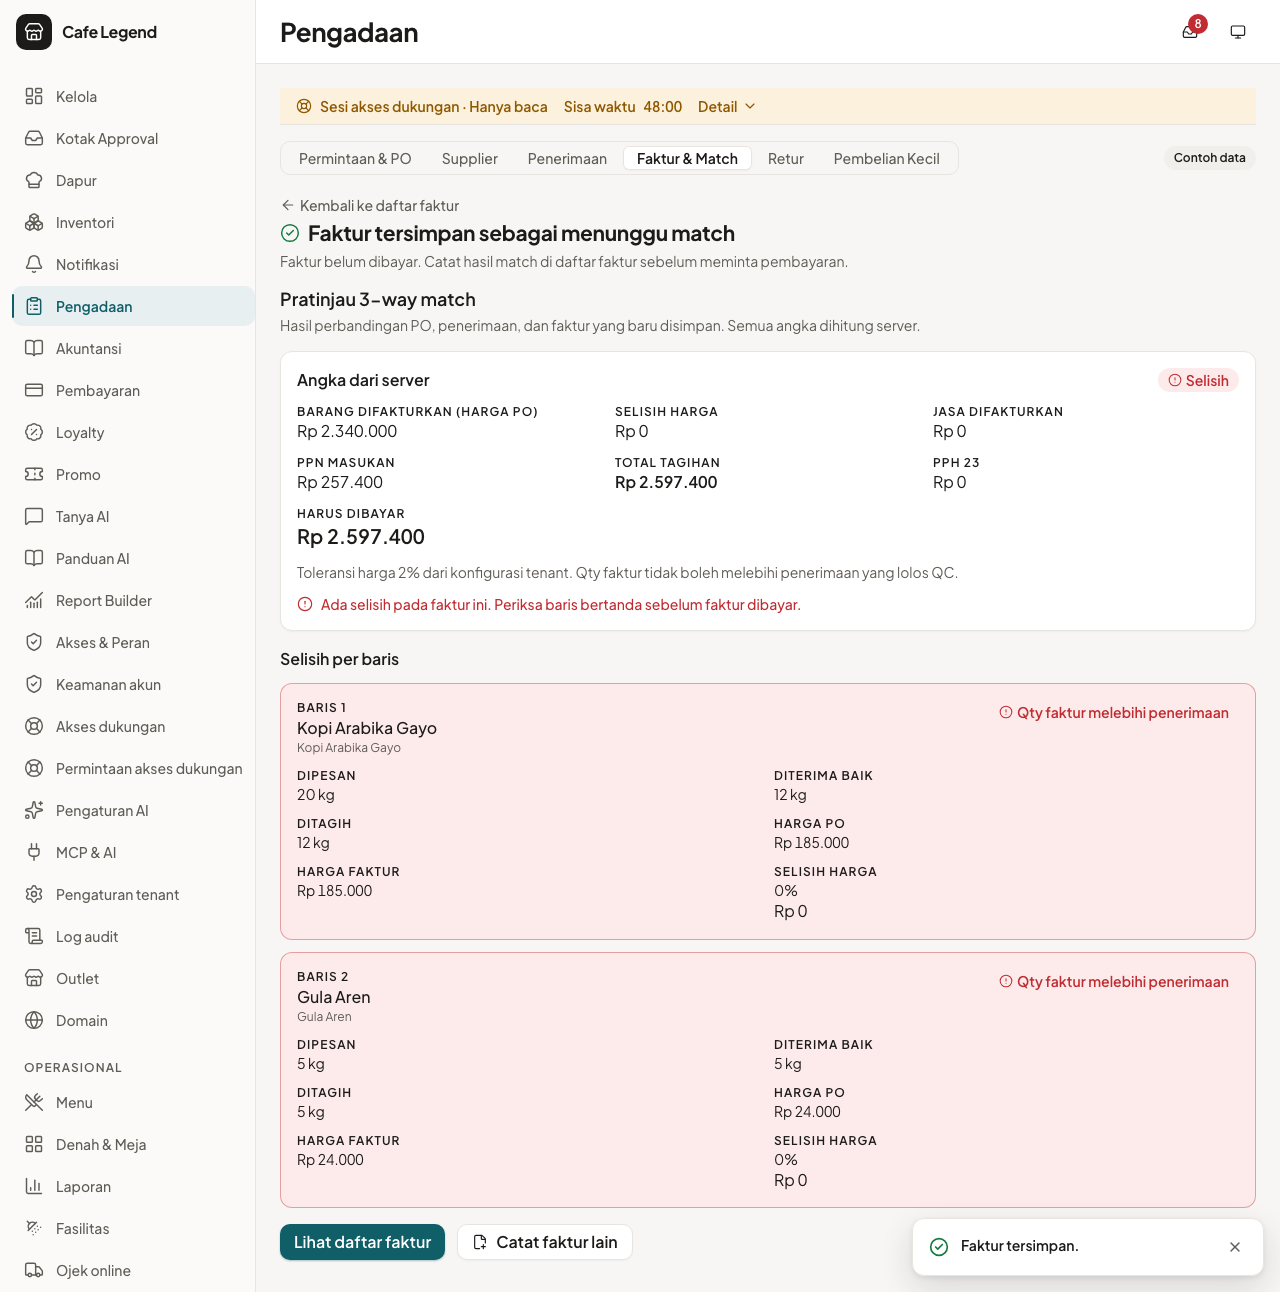 Cafe Legend
Kelola
Kotak Approval
Dapur
Inventori
Notifikasi
Pengadaan
Akuntansi
Pembayaran
Loyalty
Promo
Tanya AI
Panduan AI
Report Builder
Akses & Peran
Keamanan akun
Akses dukungan
Permintaan akses dukungan
Pengaturan AI
MCP & AI
Pengaturan tenant
Log audit
Outlet
Domain
OPERASIONAL
Menu
Denah & Meja
Laporan
Fasilitas
Ojek online
Pengadaan
8
Sesi akses dukungan · Hanya baca Sisa waktu 48:00 Detail
Permintaan & PO Supplier Penerimaan Faktur & Match Retur Pembelian Kecil
Contoh data
Kembali ke daftar faktur
Faktur tersimpan sebagai menunggu match
Faktur belum dibayar. Catat hasil match di daftar faktur sebelum meminta pembayaran.
Pratinjau 3-way match
Hasil perbandingan PO, penerimaan, dan faktur yang baru disimpan. Semua angka dihitung server.
Angka dari server
Selisih
BARANG DIFAKTURKAN (HARGA PO)
Rp 2.340.000
SELISIH HARGA
Rp 0
JASA DIFAKTURKAN
Rp 0
PPN MASUKAN
Rp 257.400
TOTAL TAGIHAN
Rp 2.597.400
PPH 23
Rp 0
HARUS DIBAYAR
Rp 2.597.400
Toleransi harga 2% dari konfigurasi tenant. Qty faktur tidak boleh melebihi penerimaan yang lolos QC.
Ada selisih pada faktur ini. Periksa baris bertanda sebelum faktur dibayar.
Selisih per baris
BARIS 1
Kopi Arabika Gayo
Kopi Arabika Gayo
Qty faktur melebihi penerimaan
DIPESAN
20 kg
DITERIMA BAIK
12 kg
DITAGIH
12 kg
HARGA PO
Rp 185.000
HARGA FAKTUR
Rp 185.000
SELISIH HARGA
0%
Rp 0
BARIS 2
Gula Aren
Gula Aren
Qty faktur melebihi penerimaan
DIPESAN
5 kg
DITERIMA BAIK
5 kg
DITAGIH
5 kg
HARGA PO
Rp 24.000
HARGA FAKTUR
Rp 24.000
SELISIH HARGA
0%
Rp 0
Lihat daftar faktur
Catat faktur lain
Faktur tersimpan.